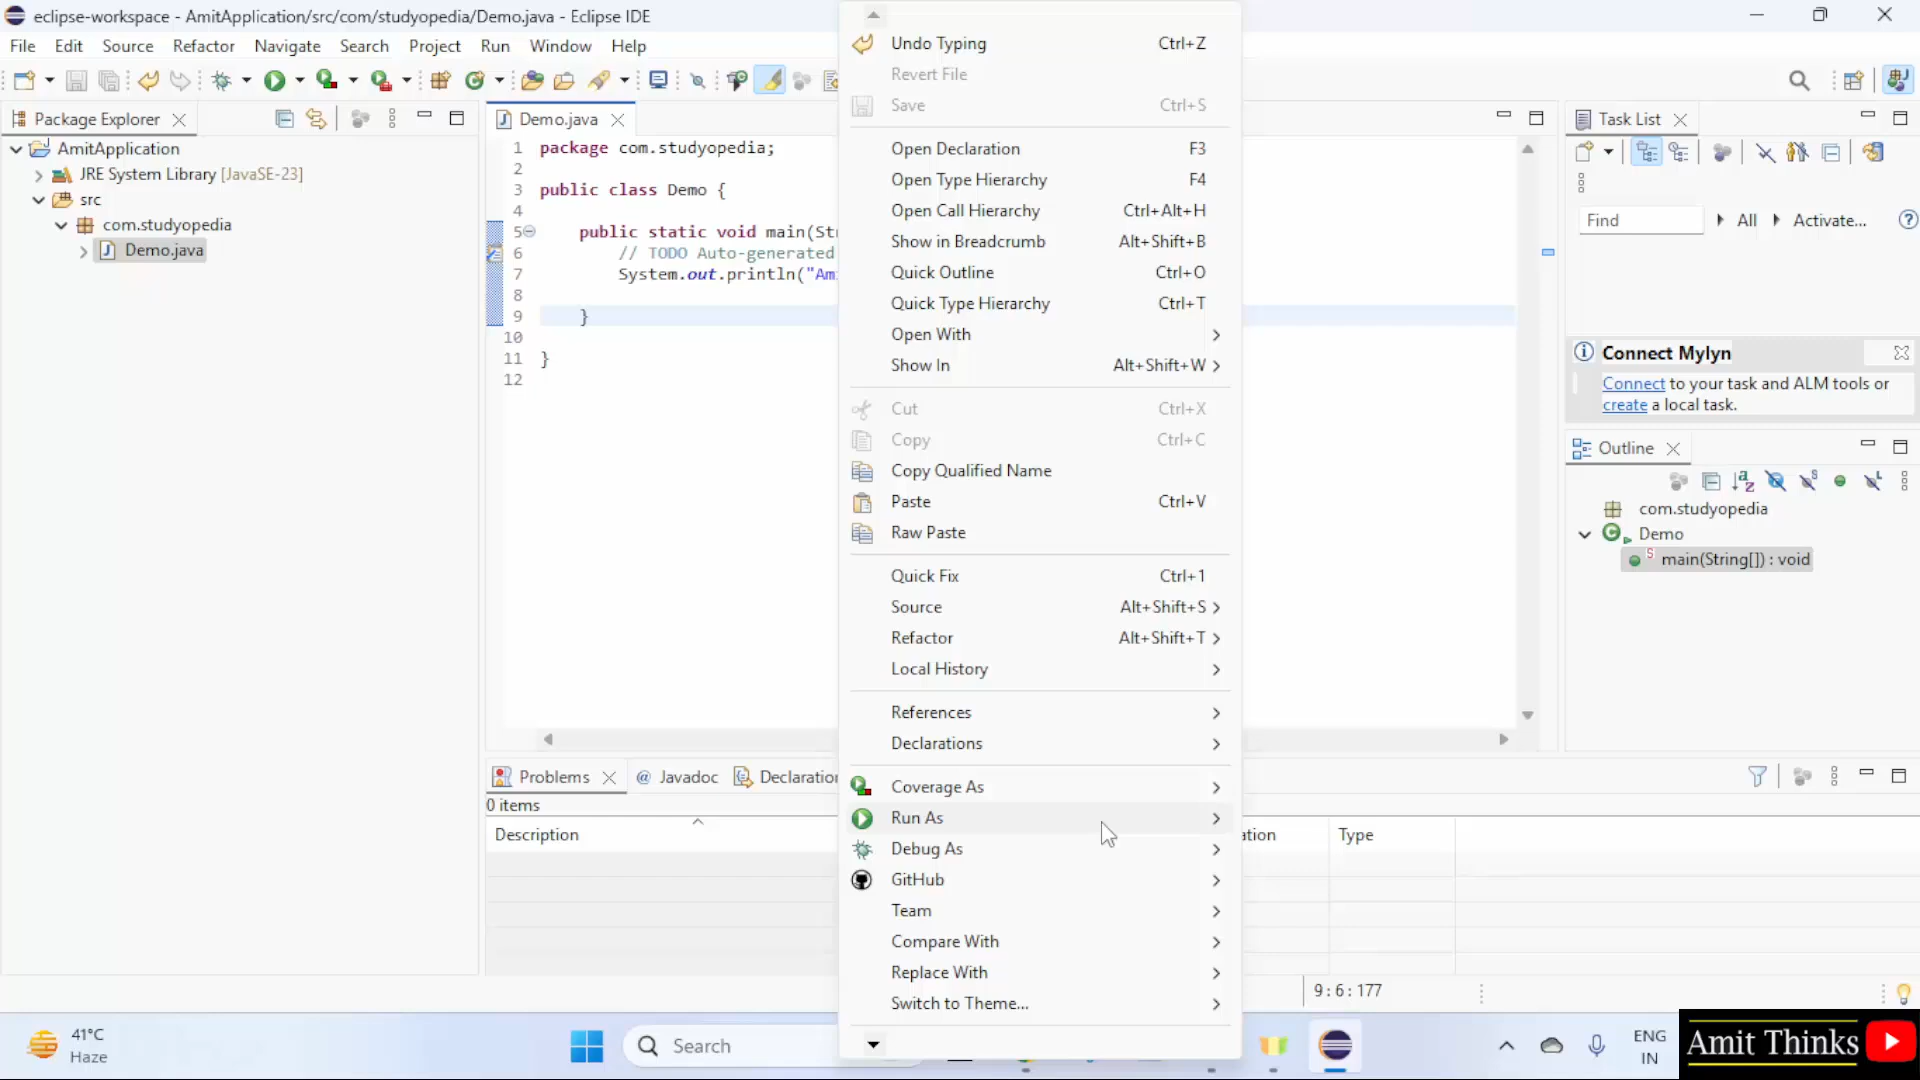 eclipse-workspace - AmitApplication/src/com/studyopedia/Demo.java - Eclipse IDE
File Edit Source Refactor Navigate Search Project Run Window Help
Package Explorer
AmitApplication
JRE System Library [JavaSE-23]
src
com.studyopedia
Demo.java
Demo.java
1 package com.studyopedia;
2
3 public class Demo {
4
5 public static void main(
6 // TODO Auto-generated
7 System.out.println("
8
9 }
10
11 }
12
Undo Typing Ctrl+Z
Revert File
Save Ctrl+S
Open Declaration F3
Open Type Hierarchy F4
Open Call Hierarchy Ctrl+Alt+H
Show in Breadcrumb Alt+Shift+B
Quick Outline Ctrl+O
Quick Type Hierarchy Ctrl+T
Open With
Show In Alt+Shift+W
Cut Ctrl+X
Copy Ctrl+C
Copy Qualified Name
Paste Ctrl+V
Raw Paste
Quick Fix Ctrl+1
Source Alt+Shift+S
Refactor Alt+Shift+T
Local History
References
Declarations
Coverage As
Run As
Debug As
GitHub
Team
Compare With
Replace With
Switch to Theme...
Task List
Find All Activate...
Connect Mylyn
Connect to your task and ALM tools or
create a local task.
Outline
com.studyopedia
Demo
main(String[]) : void
Problems @ Javadoc
0 items
Description Type
9 : 6 : 177
41°C
Haze
Search
ENG
IN
Amit Thinks